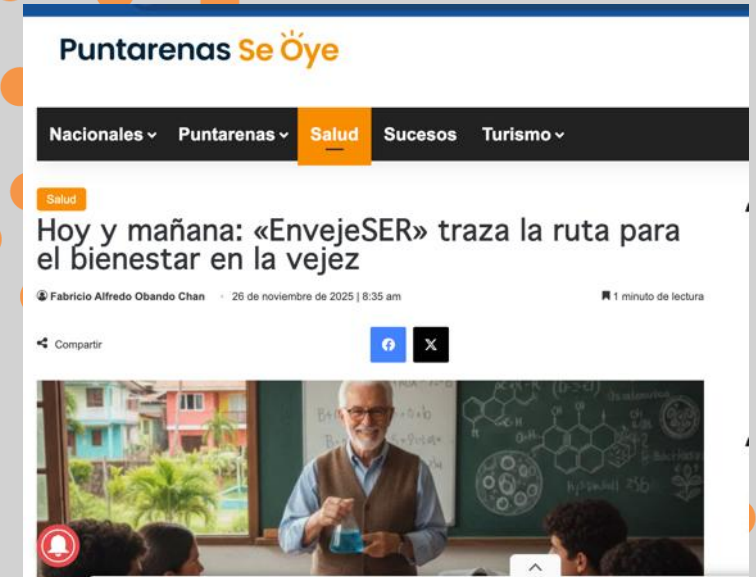 Puntarenas Se Öye
Nacionales Puntarenas Salud Sucesos Turismo
Salud
Hoy y mañana: «EnvejeSER» traza la ruta para
el bienestar en la vejez
Fabricio Alfredo Obando Chan · 26 de noviembre de 2025 | 8:35 am 1 minuto de lectura
Compartir